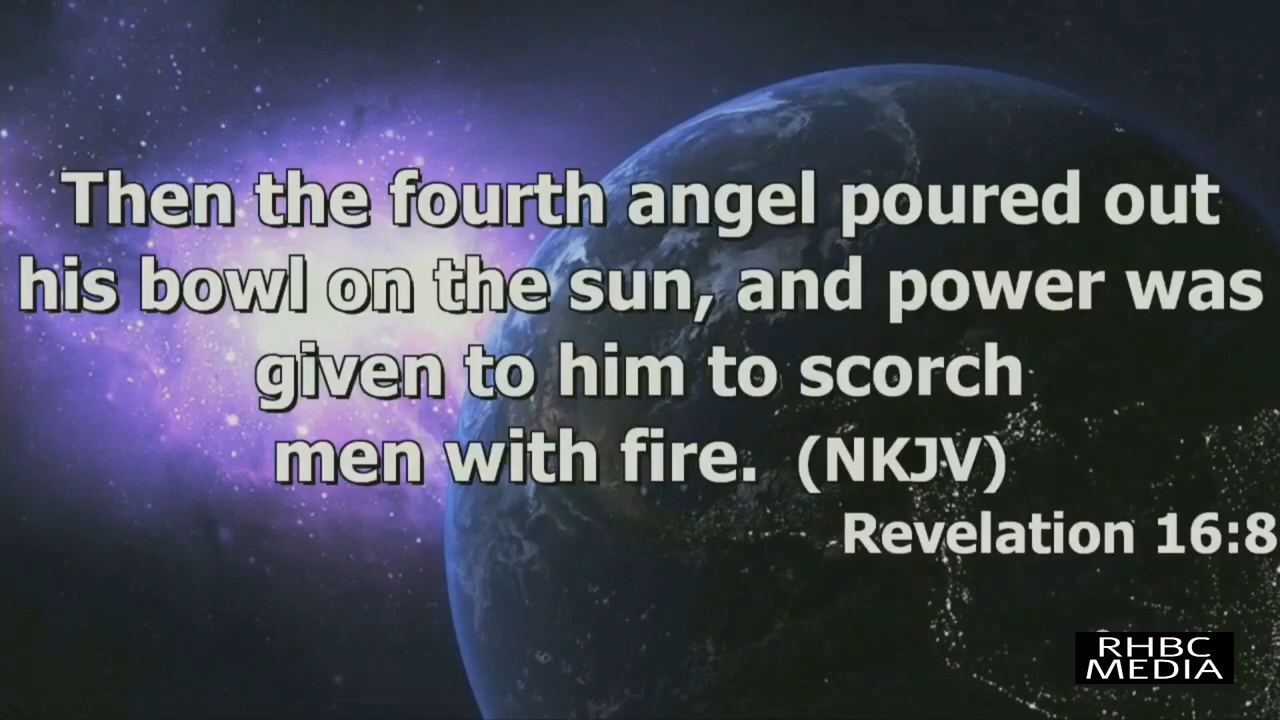 Then the fourth angel poured out
his bowl on the sun, and power was
given to him to scorch
men with fire.  (NKJV)
Revelation 16:8
RHBC
MEDIA